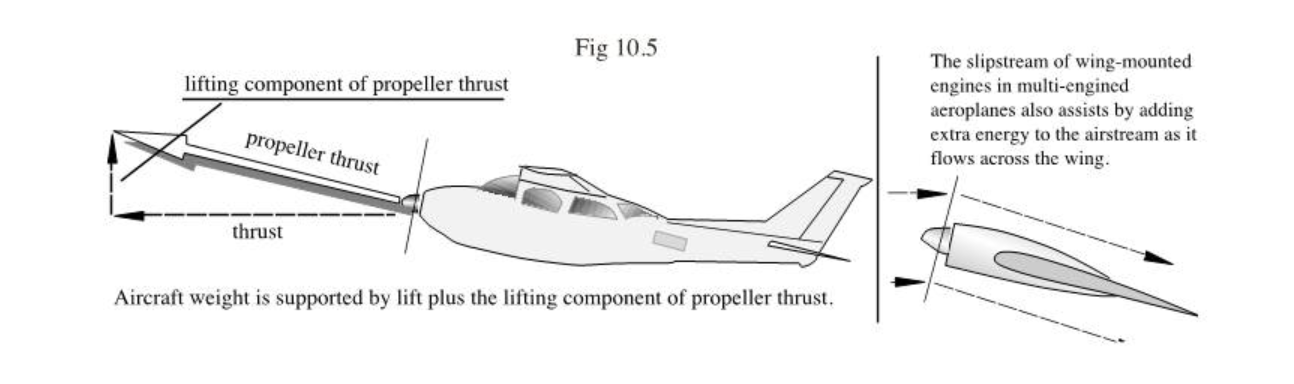 Fig 10.5
lifting component of propeller thrust
propeller thrust
thrust
Aircraft weight is supported by lift plus the lifting component of propeller thrust.
The slipstream of wing-mounted
engines in multi-engined
aeroplanes also assists by adding
extra energy to the airstream as it
flows across the wing.